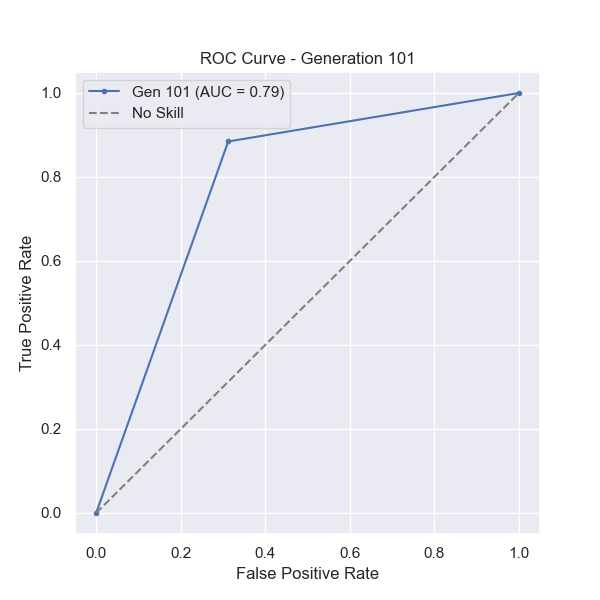 ROC Curve - Generation 101
Gen 101 (AUC = 0.79)
No Skill
True Positive Rate
1.0
0.8
0.6
0.4
0.2
0.0
0.0 0.2 0.4 0.6 0.8 1.0
False Positive Rate